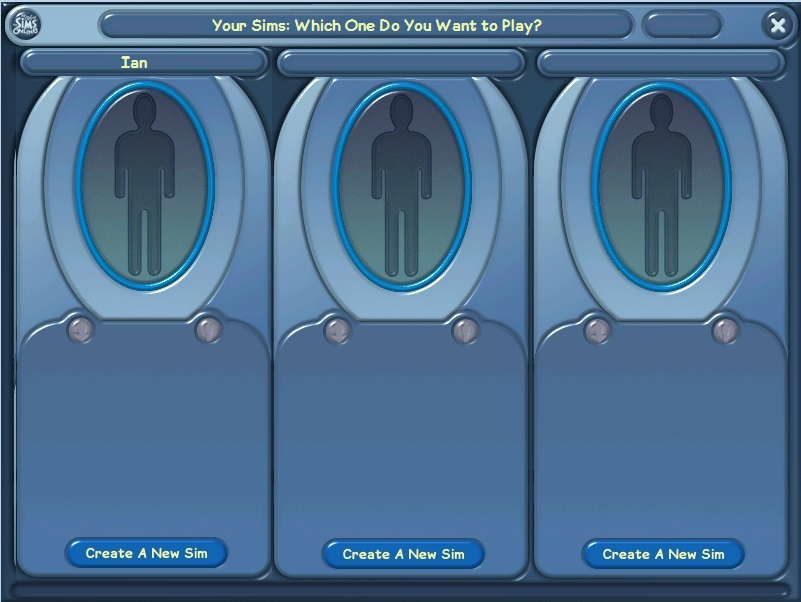 The
SIMS
ONLINE
Your Sims: Which One Do You Want to Play?
Ian
Create A New Sim
Create A New Sim
Create A New Sim